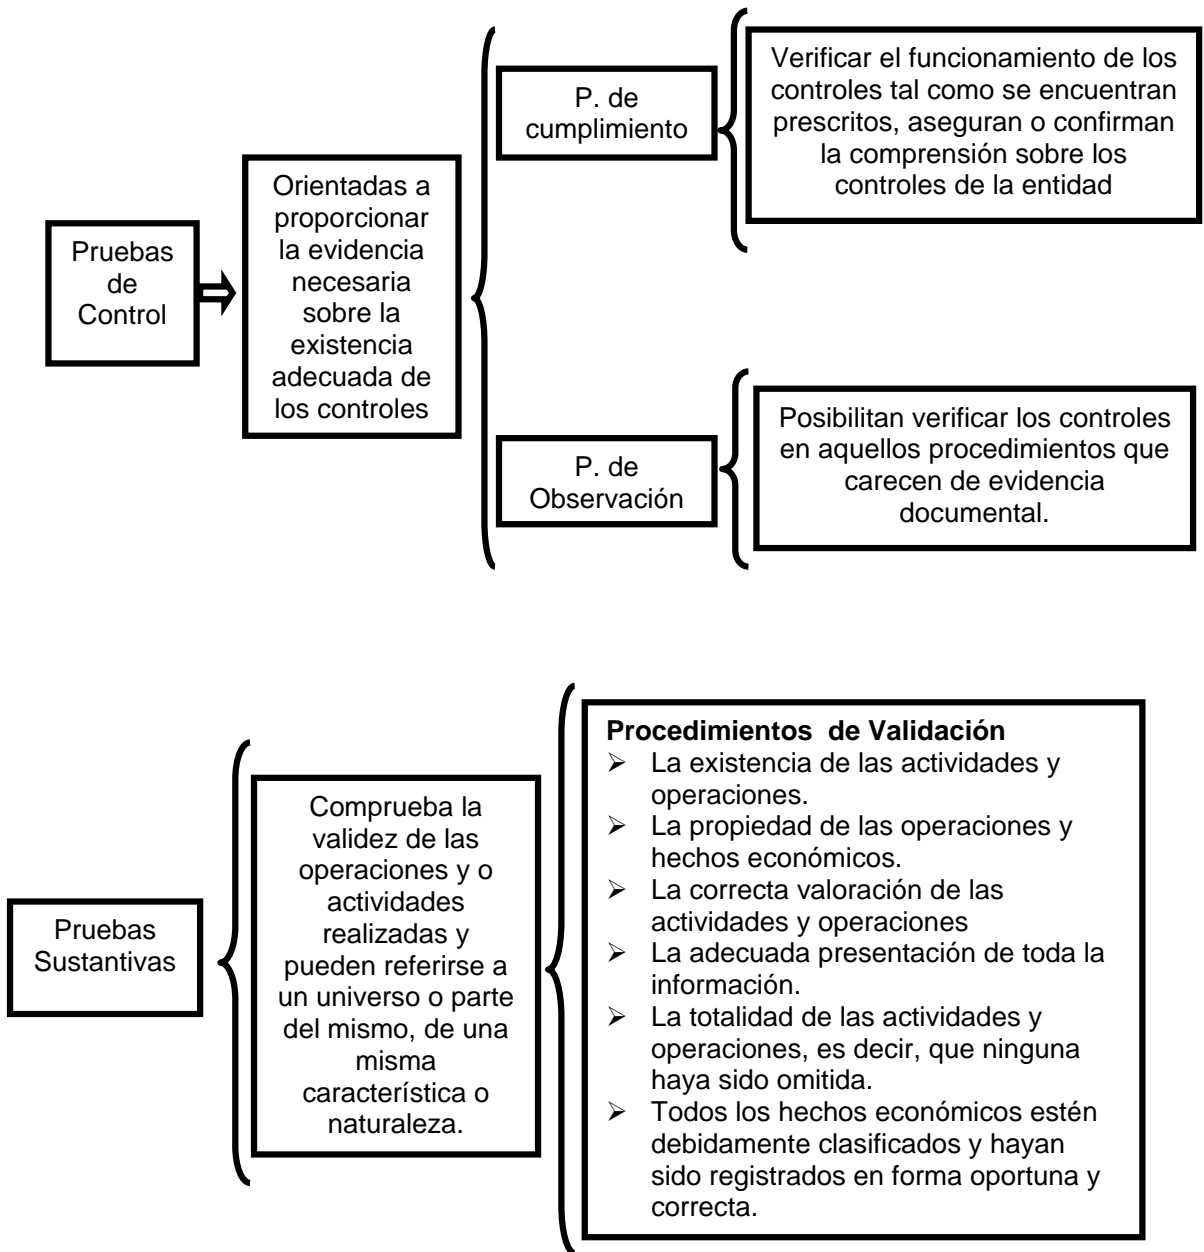 Pruebas
de
Control
Orientadas a
proporcionar
la evidencia
necesaria
sobre la
existencia
adecuada de
los controles
P. de
cumplimiento
Verificar el funcionamiento de los
controles tal como se encuentran
prescritos, aseguran o confirman
la comprensión sobre los
controles de la entidad
P. de
Observación
Posibilitan verificar los controles
en aquellos procedimientos que
carecen de evidencia
documental.
Pruebas
Sustantivas
Comprueba la
validez de las
operaciones y o
actividades
realizadas y
pueden referirse a
un universo o parte
del mismo, de una
misma
característica o
naturaleza.
Procedimientos de Validación
➢ La existencia de las actividades y
operaciones.
➢ La propiedad de las operaciones y
hechos económicos.
➢ La correcta valoración de las
actividades y operaciones
➢ La adecuada presentación de toda la
información.
➢ La totalidad de las actividades y
operaciones, es decir, que ninguna
haya sido omitida.
➢ Todos los hechos económicos estén
debidamente clasificados y hayan
sido registrados en forma oportuna y
correcta.